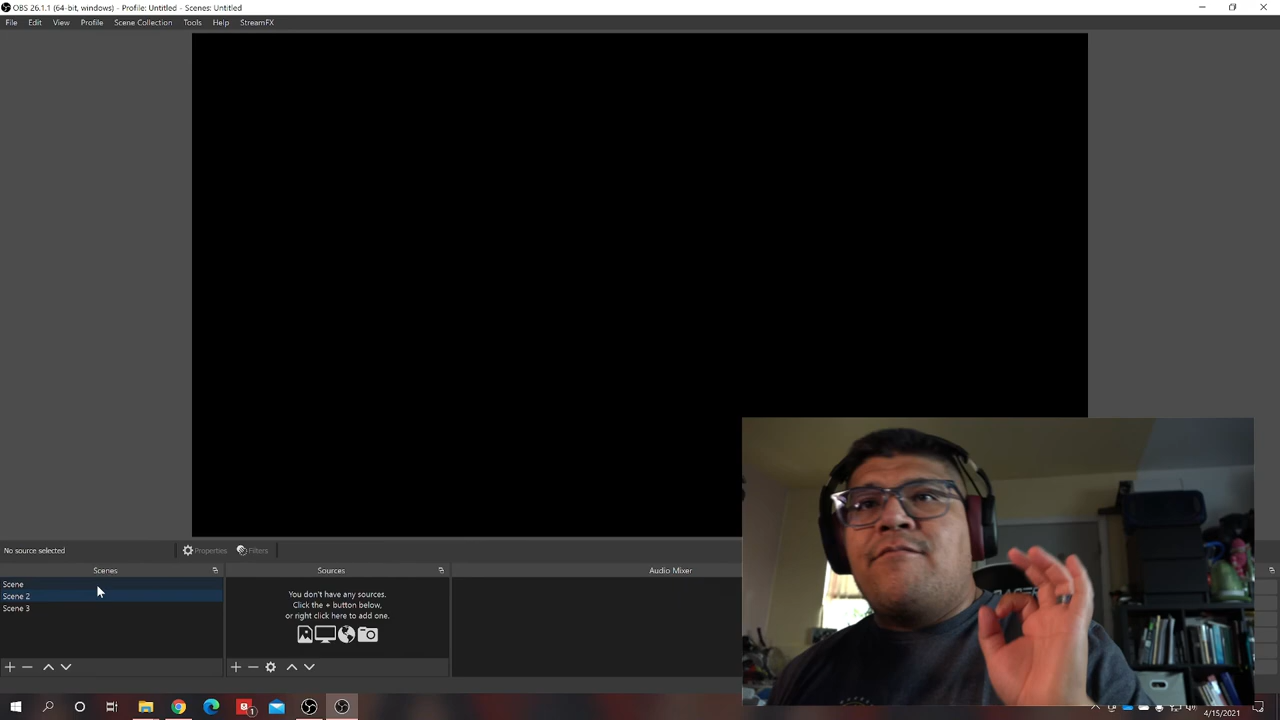 OBS 26.1.1 (64-bit, windows) - Profile: Untitled - Scenes: Untitled
File Edit View Profile Scene Collection Tools Help StreamFX
No source selected
Properties
Filters
Scenes
Scene
Scene 2
Scene 3
Sources
You don't have any sources.
Click the + button below,
or right click here to add one.
Audio Mixer
1
4/15/2021